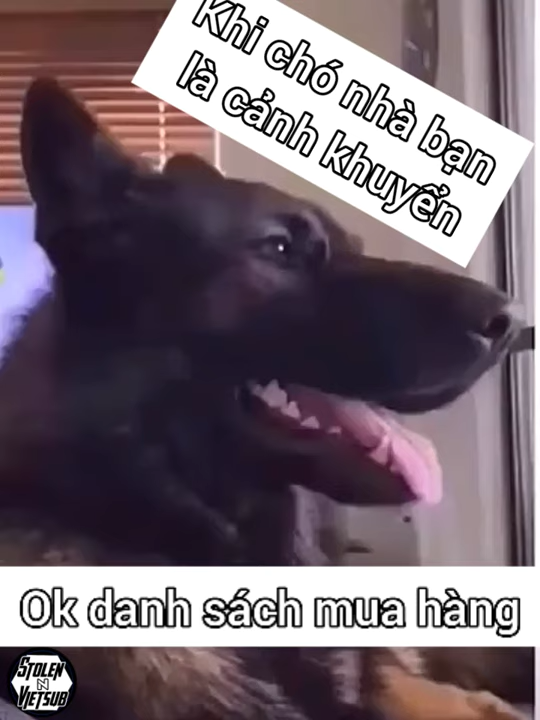 Khi chó nhà bạn
là cảnh khuyển
Ok danh sách mua hàng
STOLEN
N
VIETSUB